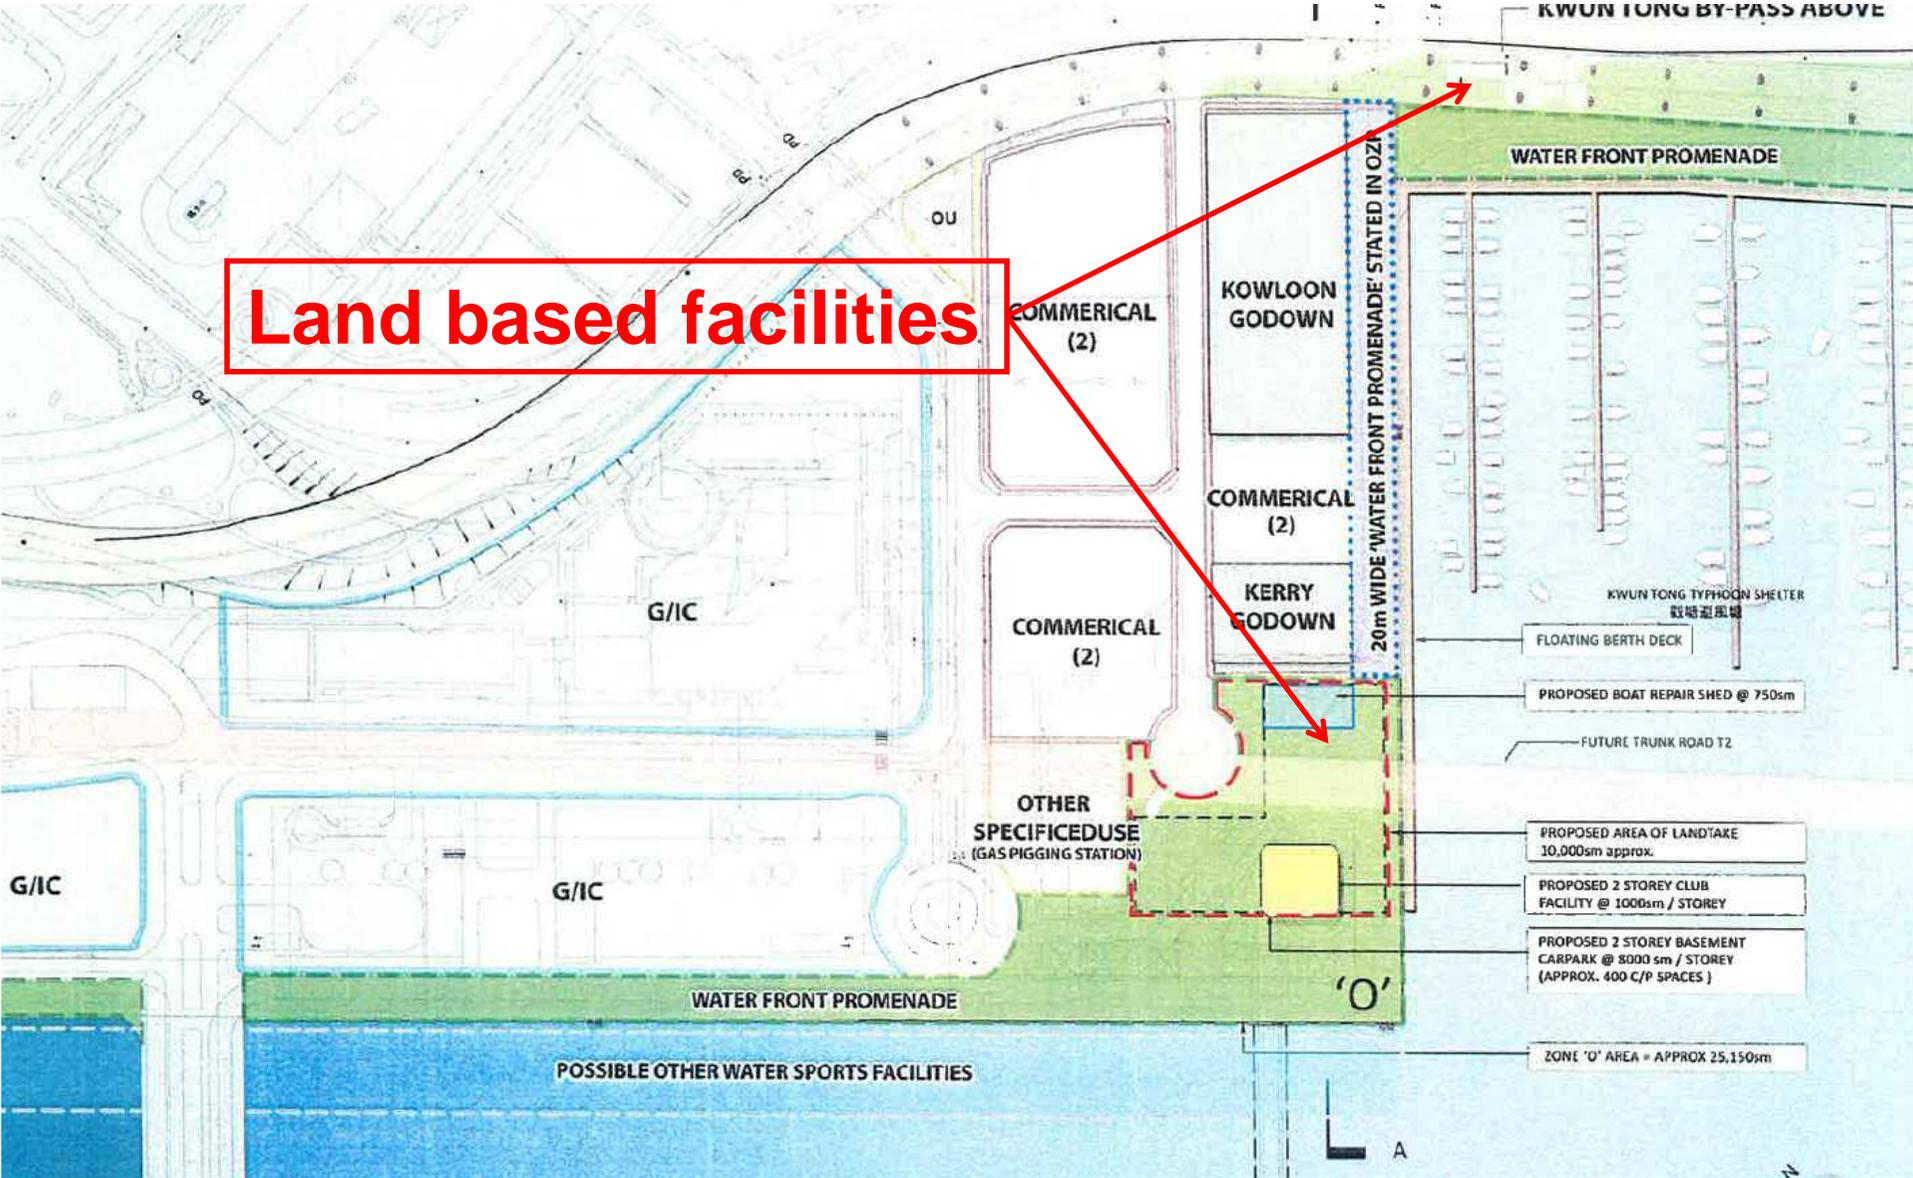 KWUN TONG BY-PASS ABOVE
WATER FRONT PROMENADE
PD
PD
OU
Land based facilities
COMMERICAL
(2)
KOWLOON
GODOWN
20m WIDE 'WATER FRONT PROMENADE' STATED IN OZP
PD
COMMERICAL
(2)
KWUN TONG TYPHOON SHELTER
觀塘避風塘
G/IC
COMMERICAL
(2)
KERRY
GODOWN
FLOATING BERTH DECK
PROPOSED BOAT REPAIR SHED @ 750sm
FUTURE TRUNK ROAD T2
OTHER
SPECIFICEDUSE
(GAS PIGGING STATION)
PROPOSED AREA OF LANDTAKE
10,000sm approx.
G/IC
G/IC
PROPOSED 2 STOREY CLUB
FACILITY @ 1000sm / STOREY
PROPOSED 2 STOREY BASEMENT
CARPARK @ 8000 sm / STOREY
(APPROX. 400 C/P SPACES )
WATER FRONT PROMENADE
'O'
ZONE 'O' AREA = APPROX 25,150sm
POSSIBLE OTHER WATER SPORTS FACILITIES
A
N